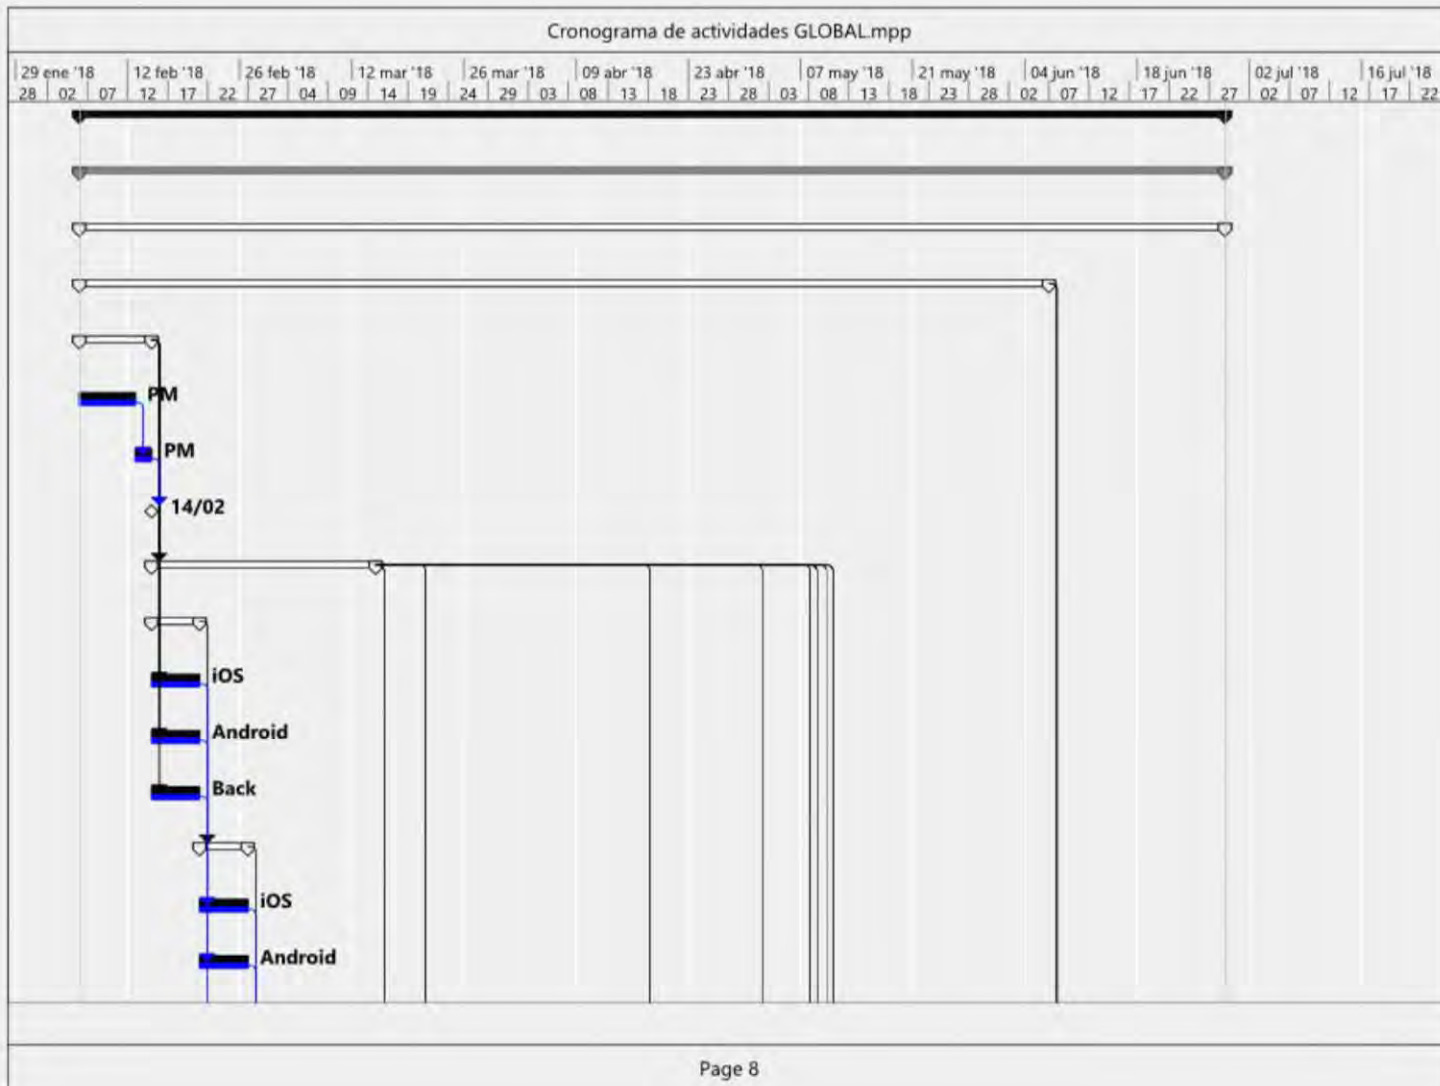 Cronograma de actividades GLOBAL.mpp
29 ene '18 12 feb '18 26 feb '18 12 mar '18 26 mar '18 09 abr '18 23 abr '18 07 may '18 21 may '18 04 jun '18 18 jun '18 02 jul '18 16 jul '18
28 02 07 12 17 22 27 04 09 14 19 24 29 03 08 13 18 23 28 03 08 13 18 23 28 02 07 12 17 22 27 02 07 12 17 22
PM
PM
14/02
iOS
Android
Back
iOS
Android
Page 8